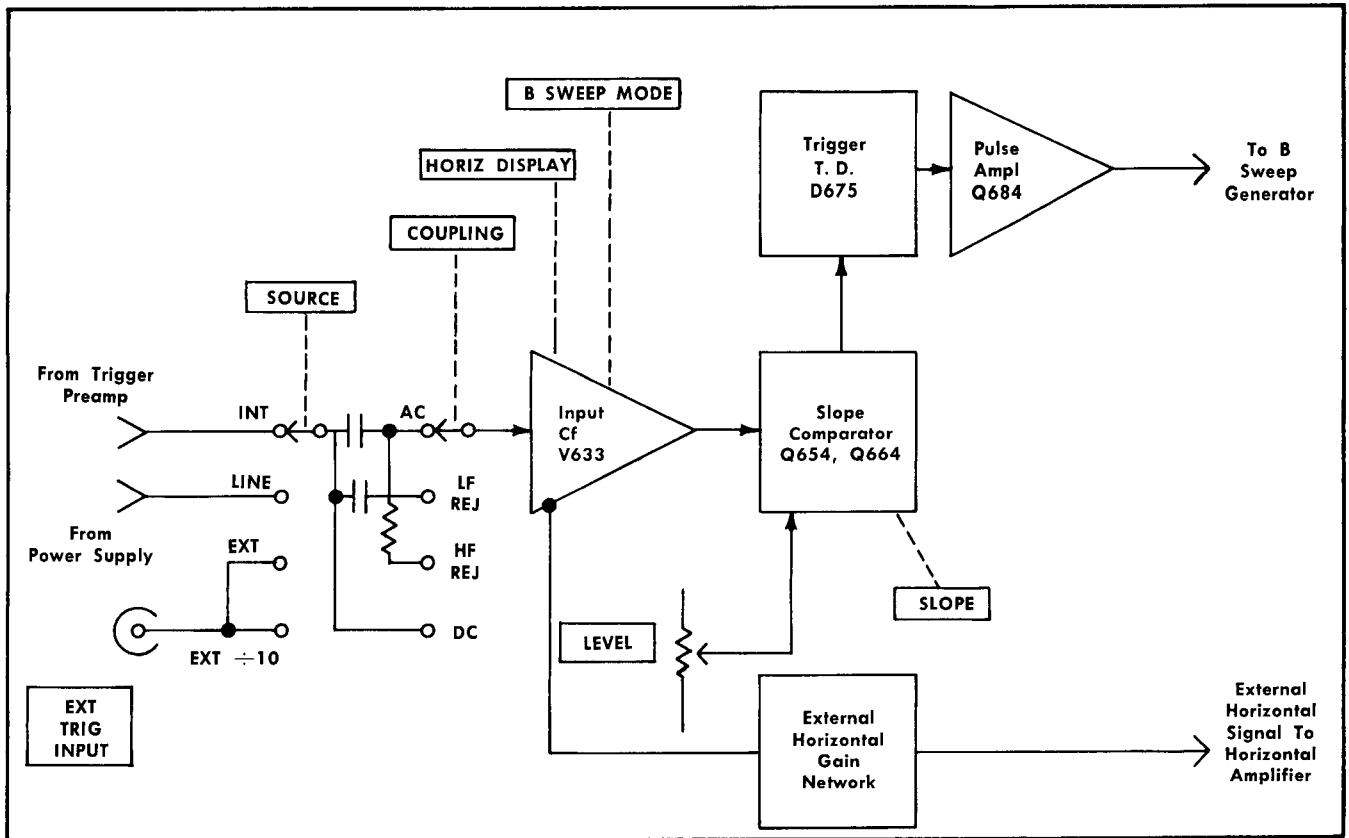 B SWEEP MODE
HORIZ DISPLAY
COUPLING
SOURCE
Trigger
T. D.
D675
Pulse
Ampl
Q684
To B
Sweep
Generator
From Trigger
Preamp
INT
AC
Input
Cf
V633
Slope
Comparator
Q654, Q664
LINE
LF
REJ
From
Power Supply
EXT
HF
REJ
SLOPE
EXT ÷10
DC
LEVEL
EXT
TRIG
INPUT
External
Horizontal
Gain
Network
External
Horizontal
Signal To
Horizontal
Amplifier